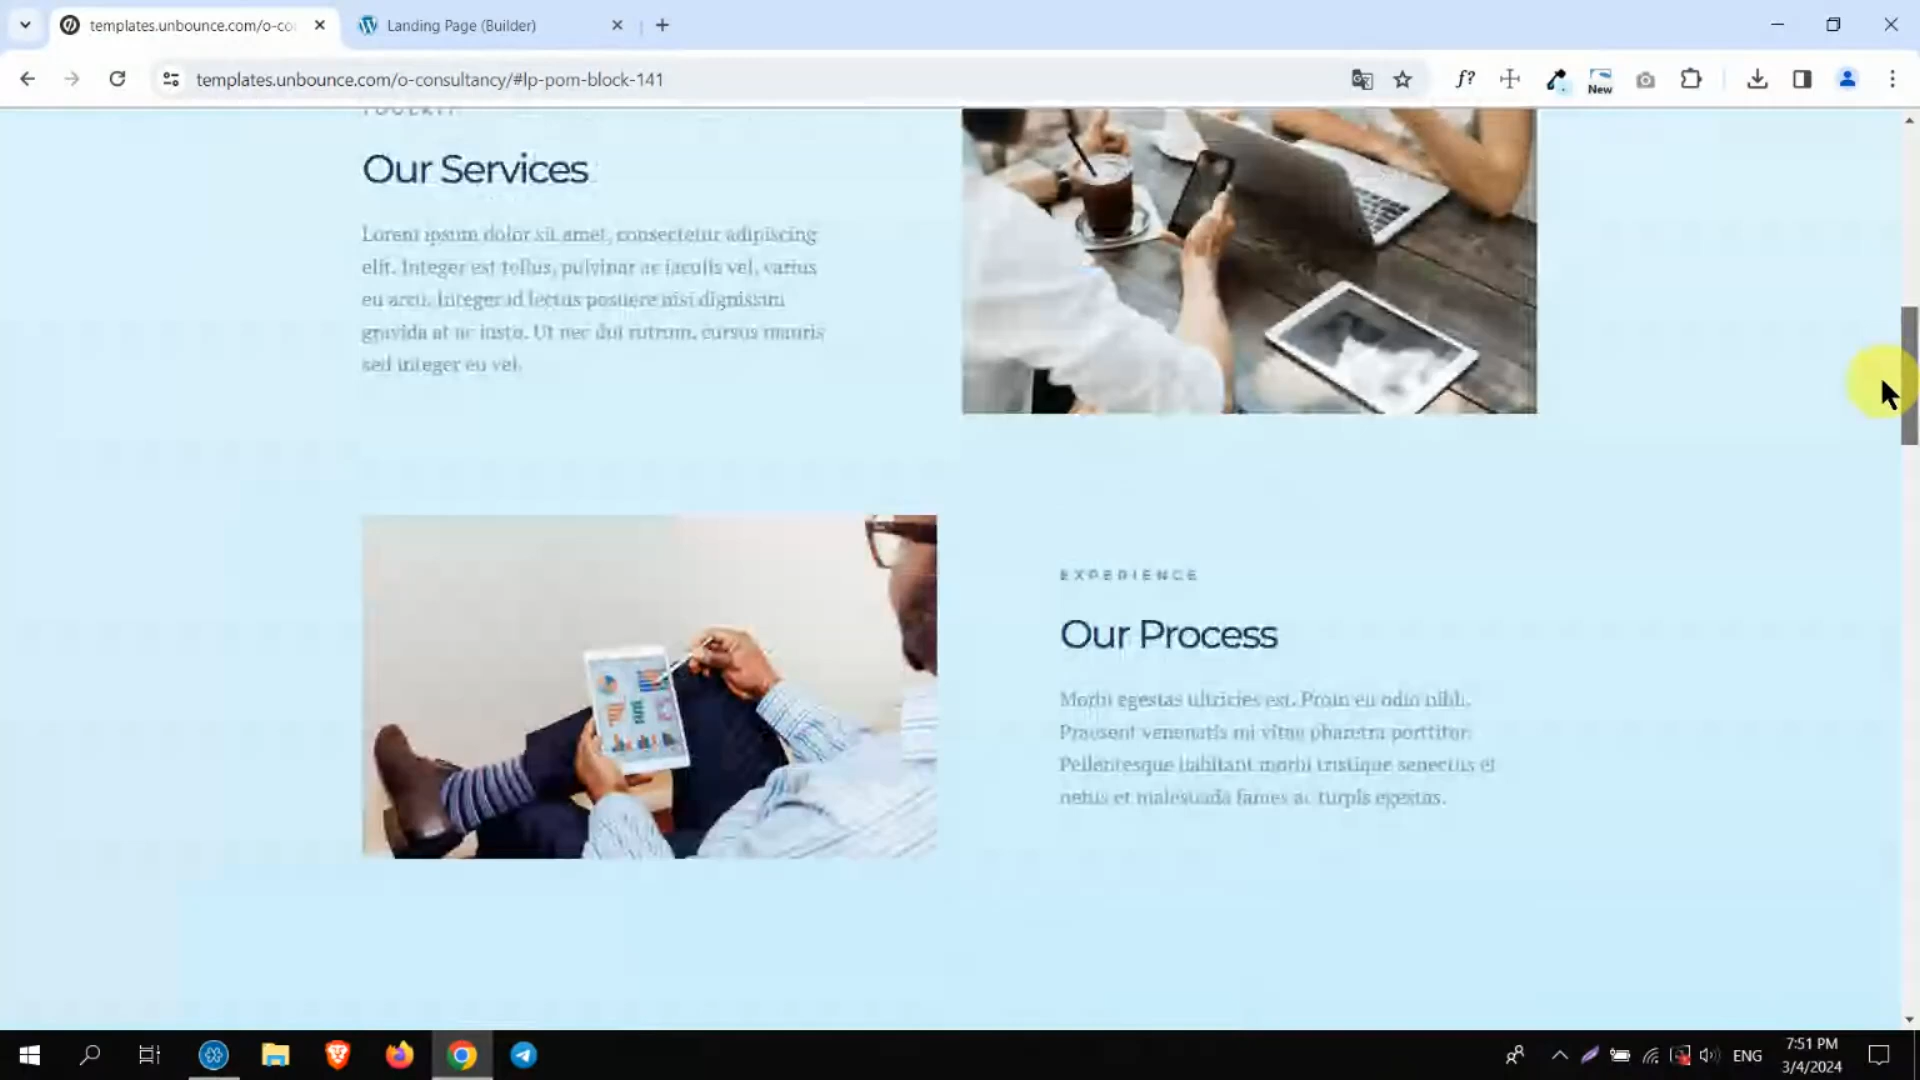 templates.unbounce.com/o-co
Landing Page (Builder)
templates.unbounce.com/o-consultancy/#lp-pom-block-141
f?
New
TOOLKIT
Our Services
Lorem ipsum dolor sit amet, consectetur adipiscing
elit. Integer est tellus, pulvinar ac iaculis vel, varius
eu arcu. Integer id lectus posuere nisi dignissim
gravida at ac justo. Ut nec dui rutrum, cursus mauris
sed integer eu vel.
EXPERIENCE
Our Process
Morbi egestas ultricies est. Proin eu odio nibh.
Praesent venenatis mi vitae pharetra porttitor.
Pellentesque habitant morbi tristique senectus et
netus et malesuada fames ac turpis egestas.
ENG
7:51 PM
3/4/2024